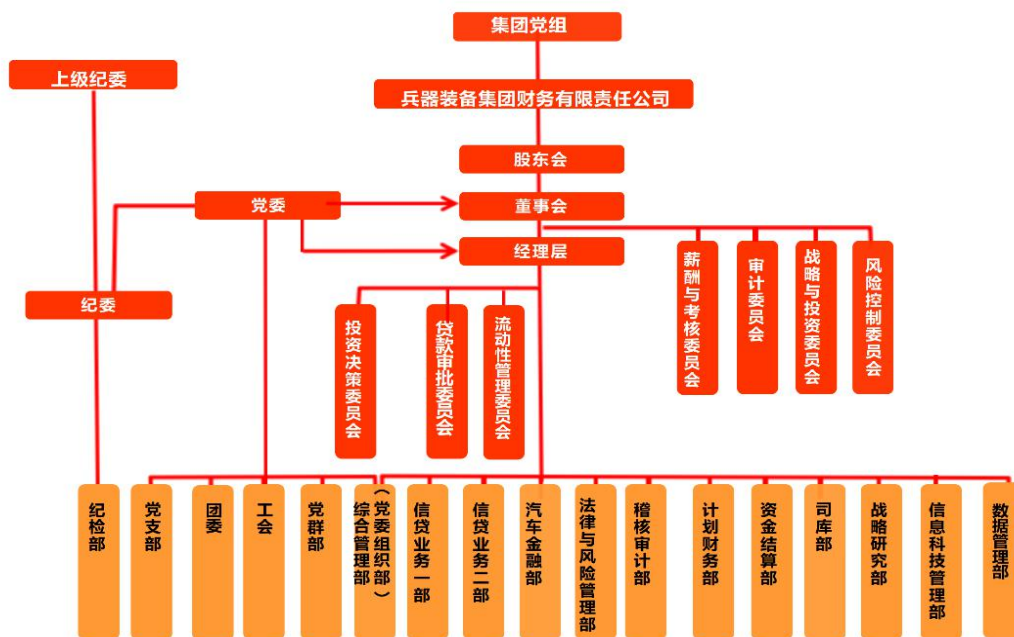 集团党组
上级纪委
兵器装备集团财务有限责任公司
股东会
党委
董事会
经理层
纪委
薪酬与考核委员会
审计委员会
战略与投资委员会
风险控制委员会
投资决策委员会
贷款审批委员会
流动性管理委员会
纪检部
党支部
团委
工会
党群部
综合管理部
（党委组织部）
信贷业务一部
信贷业务二部
汽车金融部
法律与风险管理部
稽核审计部
计划财务部
资金结算部
司库部
战略研究部
信息科技管理部
数据管理部